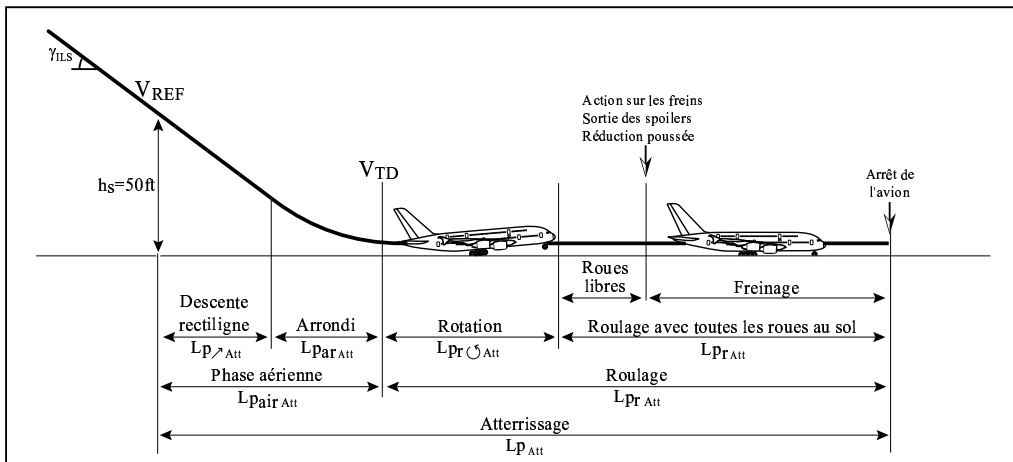 γILS
VREF
hs=50ft
VTD
Action sur les freins
Sortie des spoilers
Réduction poussée
Arrêt de
l'avion
Roues
libres
Freinage
Descente
rectiligne
Lp↗Att
Arrondi
LparAtt
Rotation
Lpr↺Att
Roulage avec toutes les roues au sol
LprAtt
Phase aérienne
LpairAtt
Roulage
LprAtt
Atterrissage
LpAtt